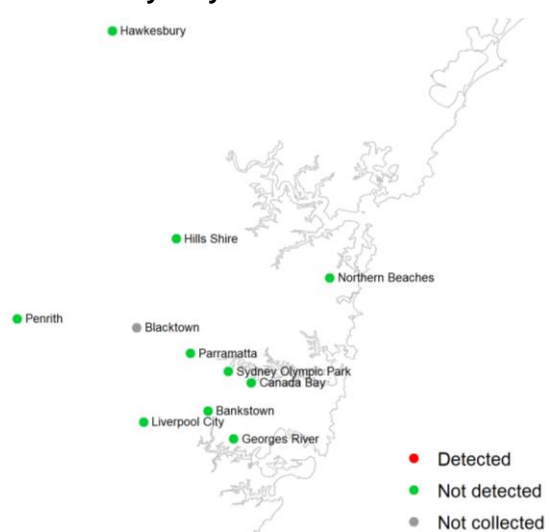 Hawkesbury
Hills Shire
Northern Beaches
Penrith
Blacktown
Parramatta
Sydney Olympic Park
Canada Bay
Bankstown
Liverpool City
Georges River
Detected
Not detected
Not collected